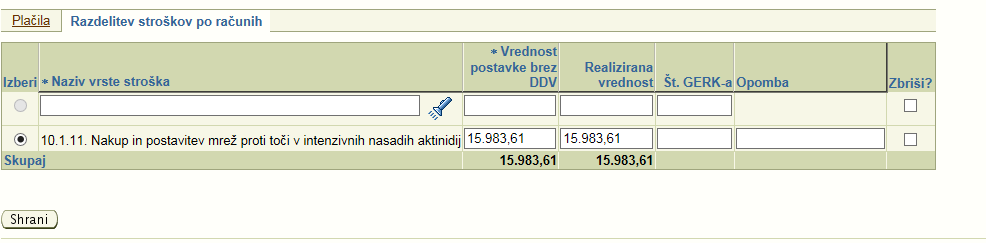 Plačila Razdelitev stroškov po računih
Izberi * Naziv vrste stroška * Vrednost postavke brez DDV Realizirana vrednost Št. GERK-a Opomba Zbriši?
10.1.11. Nakup in postavitev mrež proti toči v intenzivnih nasadih aktinidij 15.983,61 15.983,61
Skupaj 15.983,61 15.983,61
Shrani